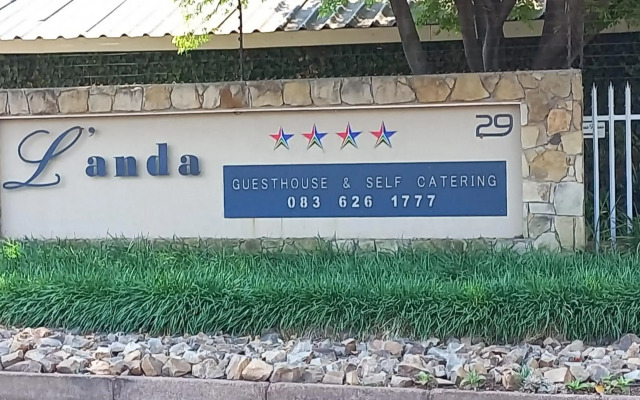 L'anda
29
GUESTHOUSE & SELF CATERING
083 626 1777